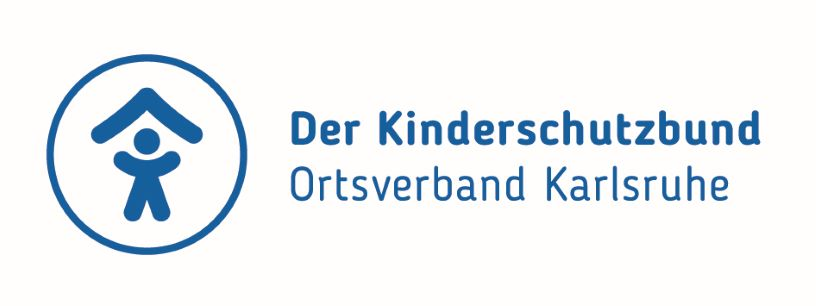 Der Kinderschutzbund
Ortsverband Karlsruhe